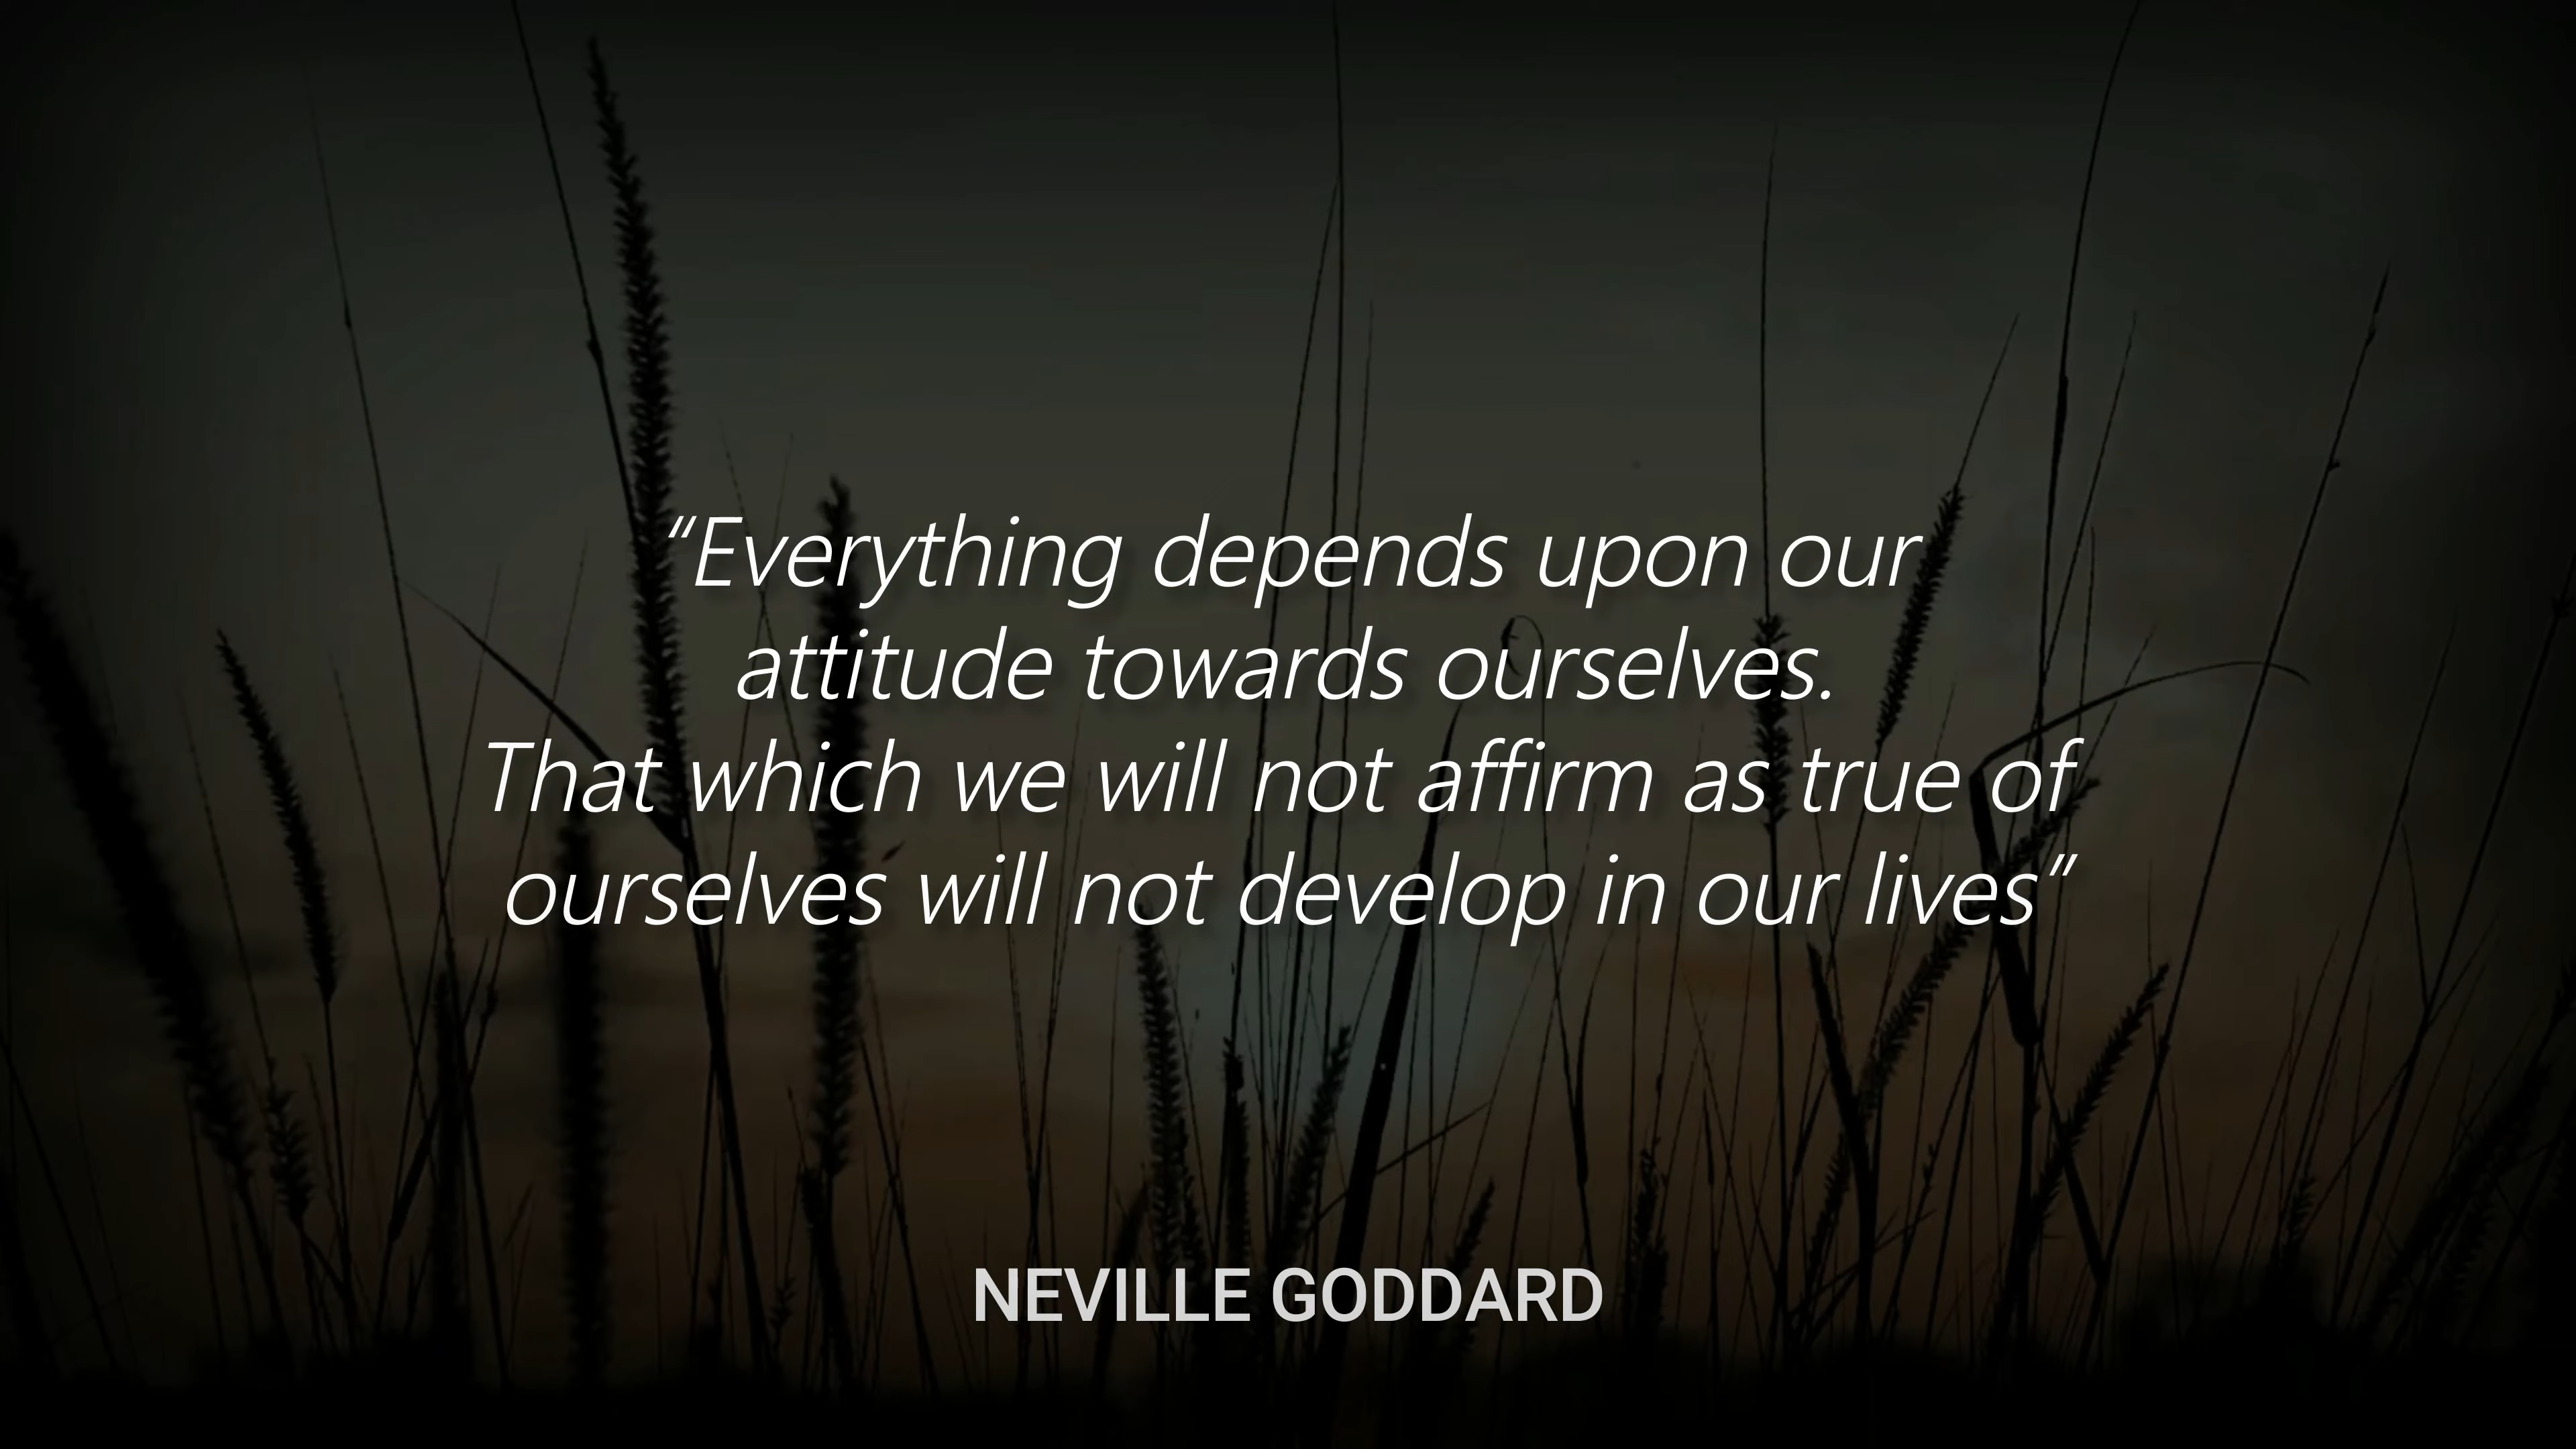 “Everything depends upon our
attitude towards ourselves.
That which we will not affirm as true of
ourselves will not develop in our lives”
NEVILLE GODDARD